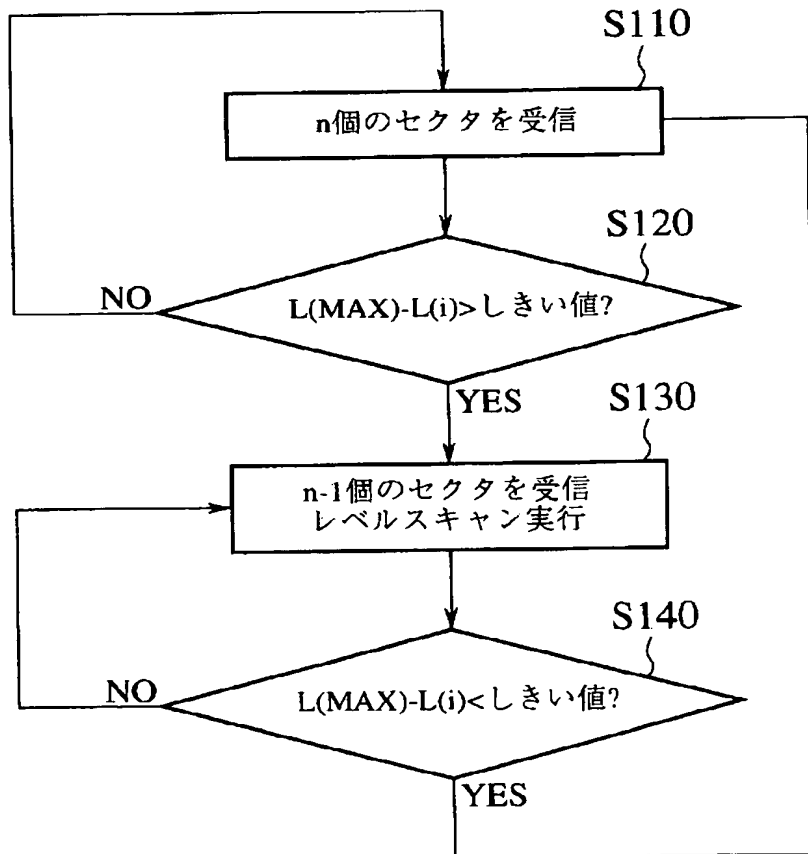 S110
n個のセクタを受信
S120
L(MAX)-L(i)>しきい値?
NO
YES
S130
n-1個のセクタを受信
レベルスキャン実行
S140
L(MAX)-L(i)<しきい値?
NO
YES